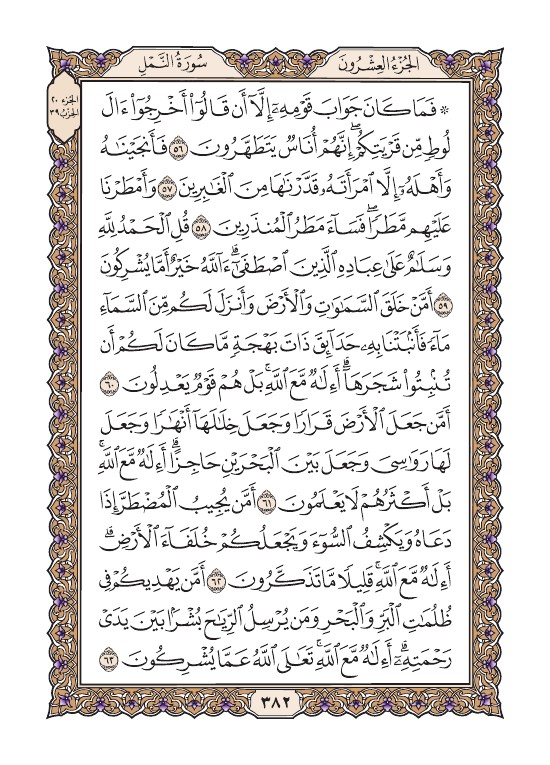 الجُزْءُ العِشْرُونَ
سُورَةُ النَّمْلِ
الجزء ٢٠
الحزب ٣٩
۞ فَمَا كَانَ جَوَابَ قَوْمِهِۦٓ إِلَّآ أَن قَالُوٓا۟ أَخْرِجُوٓا۟ ءَالَ
لُوطٍ مِّن قَرْيَتِكُمْ ۖ إِنَّهُمْ أُنَاسٌ يَتَطَهَّرُونَ ٥٦ فَأَنجَيْنَٰهُ
وَأَهْلَهُۥٓ إِلَّا ٱمْرَأَتَهُۥ قَدَّرْنَٰهَا مِنَ ٱلْغَٰبِرِينَ ٥٧ وَأَمْطَرْنَا
عَلَيْهِم مَّطَرًا ۖ فَسَآءَ مَطَرُ ٱلْمُنذَرِينَ ٥٨ قُلِ ٱلْحَمْدُ لِلَّهِ
وَسَلَٰمٌ عَلَىٰ عِبَادِهِ ٱلَّذِينَ ٱصْطَفَىٰٓ ۗ ءَآللَّهُ خَيْرٌ أَمَّا يُشْرِكُونَ
٥٩ أَمَّنْ خَلَقَ ٱلسَّمَٰوَٰتِ وَٱلْأَرْضَ وَأَنزَلَ لَكُم مِّنَ ٱلسَّمَآءِ
مَآءً فَأَنۢبَتْنَا بِهِۦ حَدَآئِقَ ذَاتَ بَهْجَةٍ مَّا كَانَ لَكُمْ أَن
تُنۢبِتُوا۟ شَجَرَهَآ ۗ أَءِلَٰهٌ مَّعَ ٱللَّهِ ۚ بَلْ هُمْ قَوْمٌ يَعْدِلُونَ ٦٠
أَمَّن جَعَلَ ٱلْأَرْضَ قَرَارًا وَجَعَلَ خِلَٰلَهَآ أَنْهَٰرًا وَجَعَلَ
لَهَا رَوَٰسِىَ وَجَعَلَ بَيْنَ ٱلْبَحْرَيْنِ حَاجِزًا ۗ أَءِلَٰهٌ مَّعَ ٱللَّهِ ۚ
بَلْ أَكْثَرُهُمْ لَا يَعْلَمُونَ ٦١ أَمَّن يُجِيبُ ٱلْمُضْطَرَّ إِذَا
دَعَاهُ وَيَكْشِفُ ٱلسُّوٓءَ وَيَجْعَلُكُمْ خُلَفَآءَ ٱلْأَرْضِ ۗ
أَءِلَٰهٌ مَّعَ ٱللَّهِ ۚ قَلِيلًا مَّا تَذَكَّرُونَ ٦٢ أَمَّن يَهْدِيكُمْ فِى
ظُلُمَٰتِ ٱلْبَرِّ وَٱلْبَحْرِ وَمَن يُرْسِلُ ٱلرِّيَٰحَ بُشْرًۢا بَيْنَ يَدَىْ
رَحْمَتِهِۦٓ ۗ أَءِلَٰهٌ مَّعَ ٱللَّهِ ۚ تَعَٰلَى ٱللَّهُ عَمَّا يُشْرِكُونَ ٦٣
٣٨٢